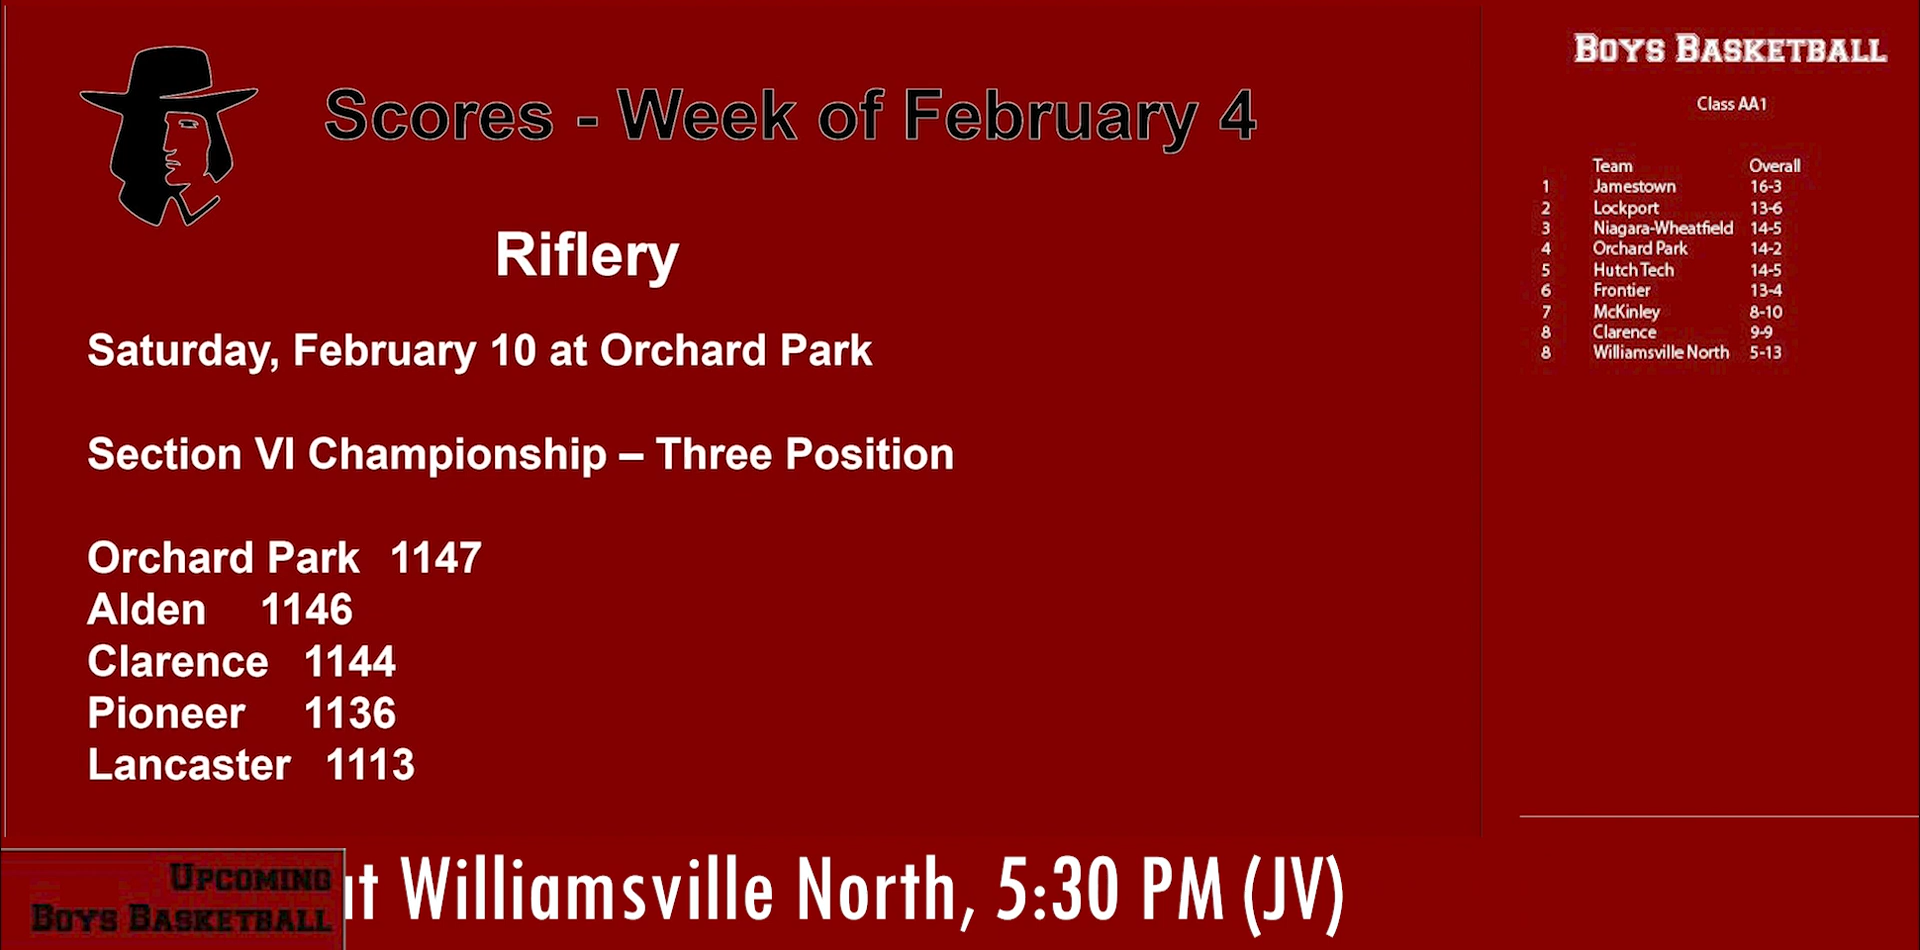 Scores - Week of February 4
Riflery
Saturday, February 10 at Orchard Park
Section VI Championship – Three Position
Orchard Park 1147
Alden 1146
Clarence 1144
Pioneer 1136
Lancaster 1113
Boys Basketball
Class AA1
Team Overall
1 Jamestown 16-3
2 Lockport 13-6
3 Niagara-Wheatfield 14-5
4 Orchard Park 14-2
5 Hutch Tech 14-5
6 Frontier 13-4
7 McKinley 8-10
8 Clarence 9-9
8 Williamsville North 5-13
Upcoming
Boys Basketball
Williamsville North, 5:30 PM (JV)